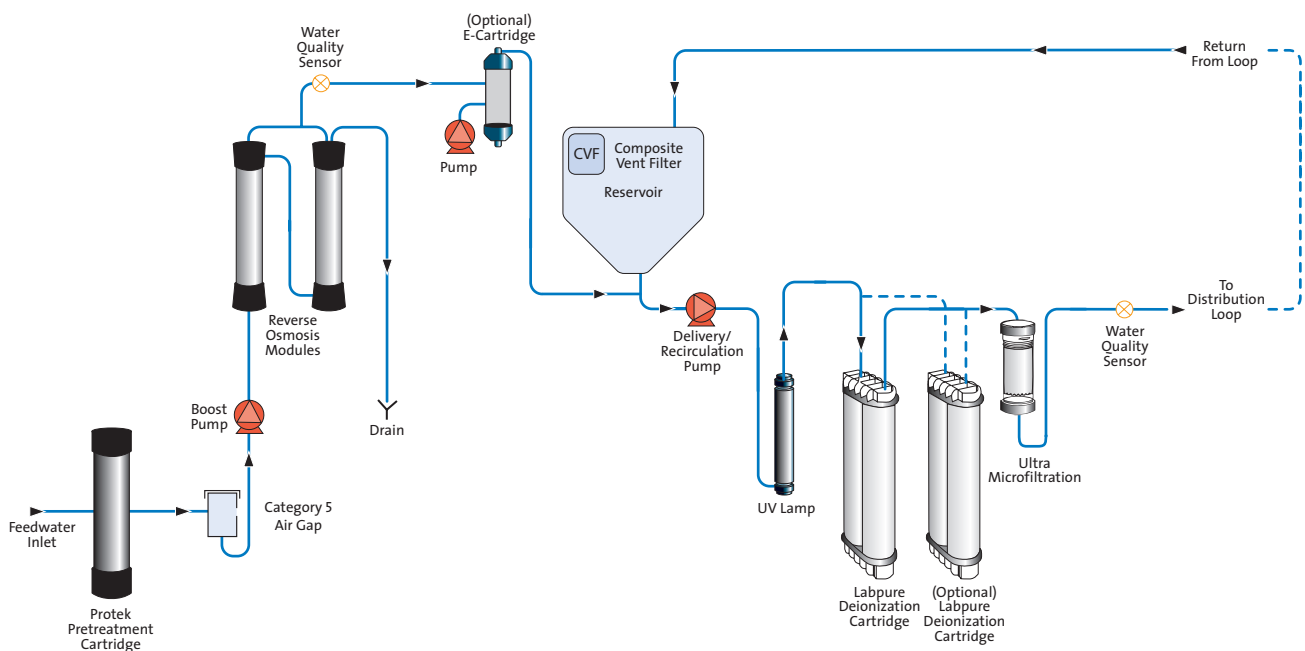 Water
Quality
Sensor
(Optional)
E-Cartridge
Return
From Loop
Pump
CVF
Composite
Vent Filter
Reservoir
Reverse
Osmosis
Modules
Delivery/
Recirculation
Pump
To
Distribution
Loop
Water
Quality
Sensor
Boost
Pump
Drain
Ultra
Microfiltration
Feedwater
Inlet
Category 5
Air Gap
UV Lamp
Protek
Pretreatment
Cartridge
Labpure
Deionization
Cartridge
(Optional)
Labpure
Deionization
Cartridge